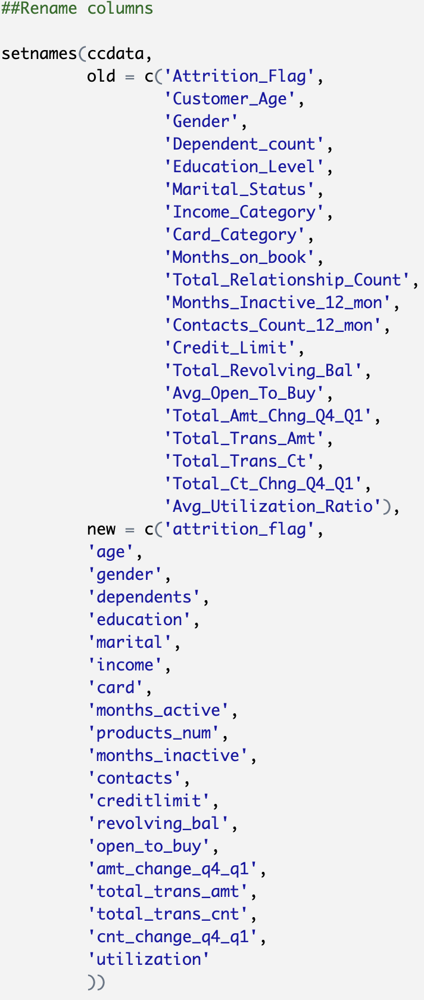 ##Rename columns
setnames(ccdata,
old = c('Attrition_Flag',
'Customer_Age',
'Gender',
'Dependent_count',
'Education_Level',
'Marital_Status',
'Income_Category',
'Card_Category',
'Months_on_book',
'Total_Relationship_Count',
'Months_Inactive_12_mon',
'Contacts_Count_12_mon',
'Credit_Limit',
'Total_Revolving_Bal',
'Avg_Open_To_Buy',
'Total_Amt_Chng_Q4_Q1',
'Total_Trans_Amt',
'Total_Trans_Ct',
'Total_Ct_Chng_Q4_Q1',
'Avg_Utilization_Ratio'),
new = c('attrition_flag',
'age',
'gender',
'dependents',
'education',
'marital',
'income',
'card',
'months_active',
'products_num',
'months_inactive',
'contacts',
'creditlimit',
'revolving_bal',
'open_to_buy',
'amt_change_q4_q1',
'total_trans_amt',
'total_trans_cnt',
'cnt_change_q4_q1',
'utilization'
))